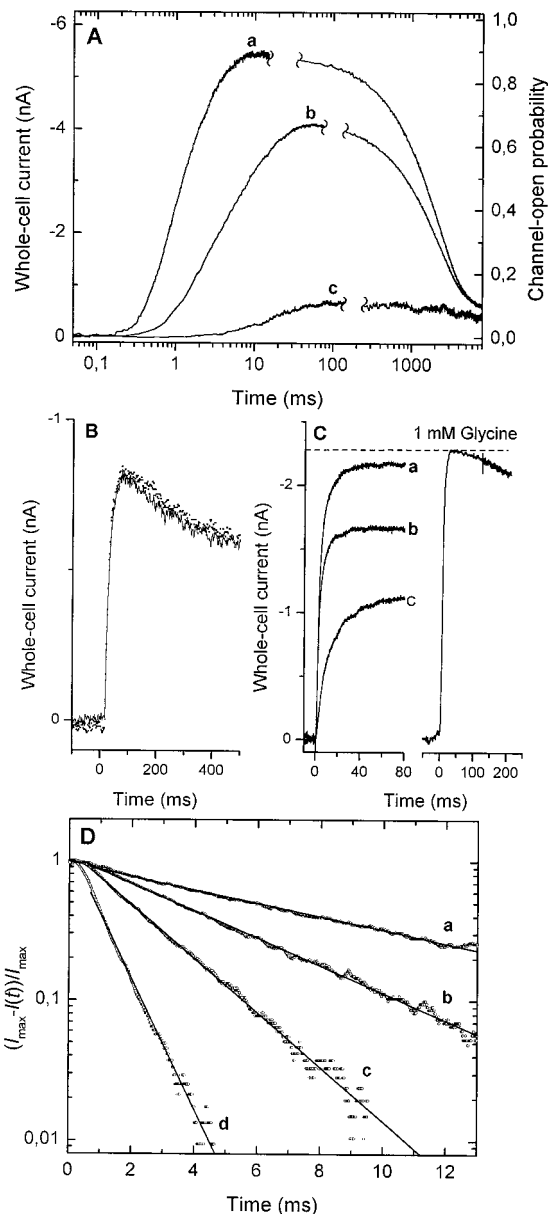 A
Whole-cell current (nA)
-6
-4
-2
0
a
b
c
1,0
0,8
0,6
0,4
0,2
0,0
Channel-open probability
0,1 1 10 100 1000
Time (ms)
B
Whole-cell current (nA)
-1
0
0 200 400
Time (ms)
C
1 mM Glycine
Whole-cell current (nA)
-2
-1
0
a
b
c
0 40 80
0 100 200
Time (ms)
Time (ms)
D
(Imax-I(t))/Imax
1
0,1
0,01
a
b
c
d
0 2 4 6 8 10 12
Time (ms)